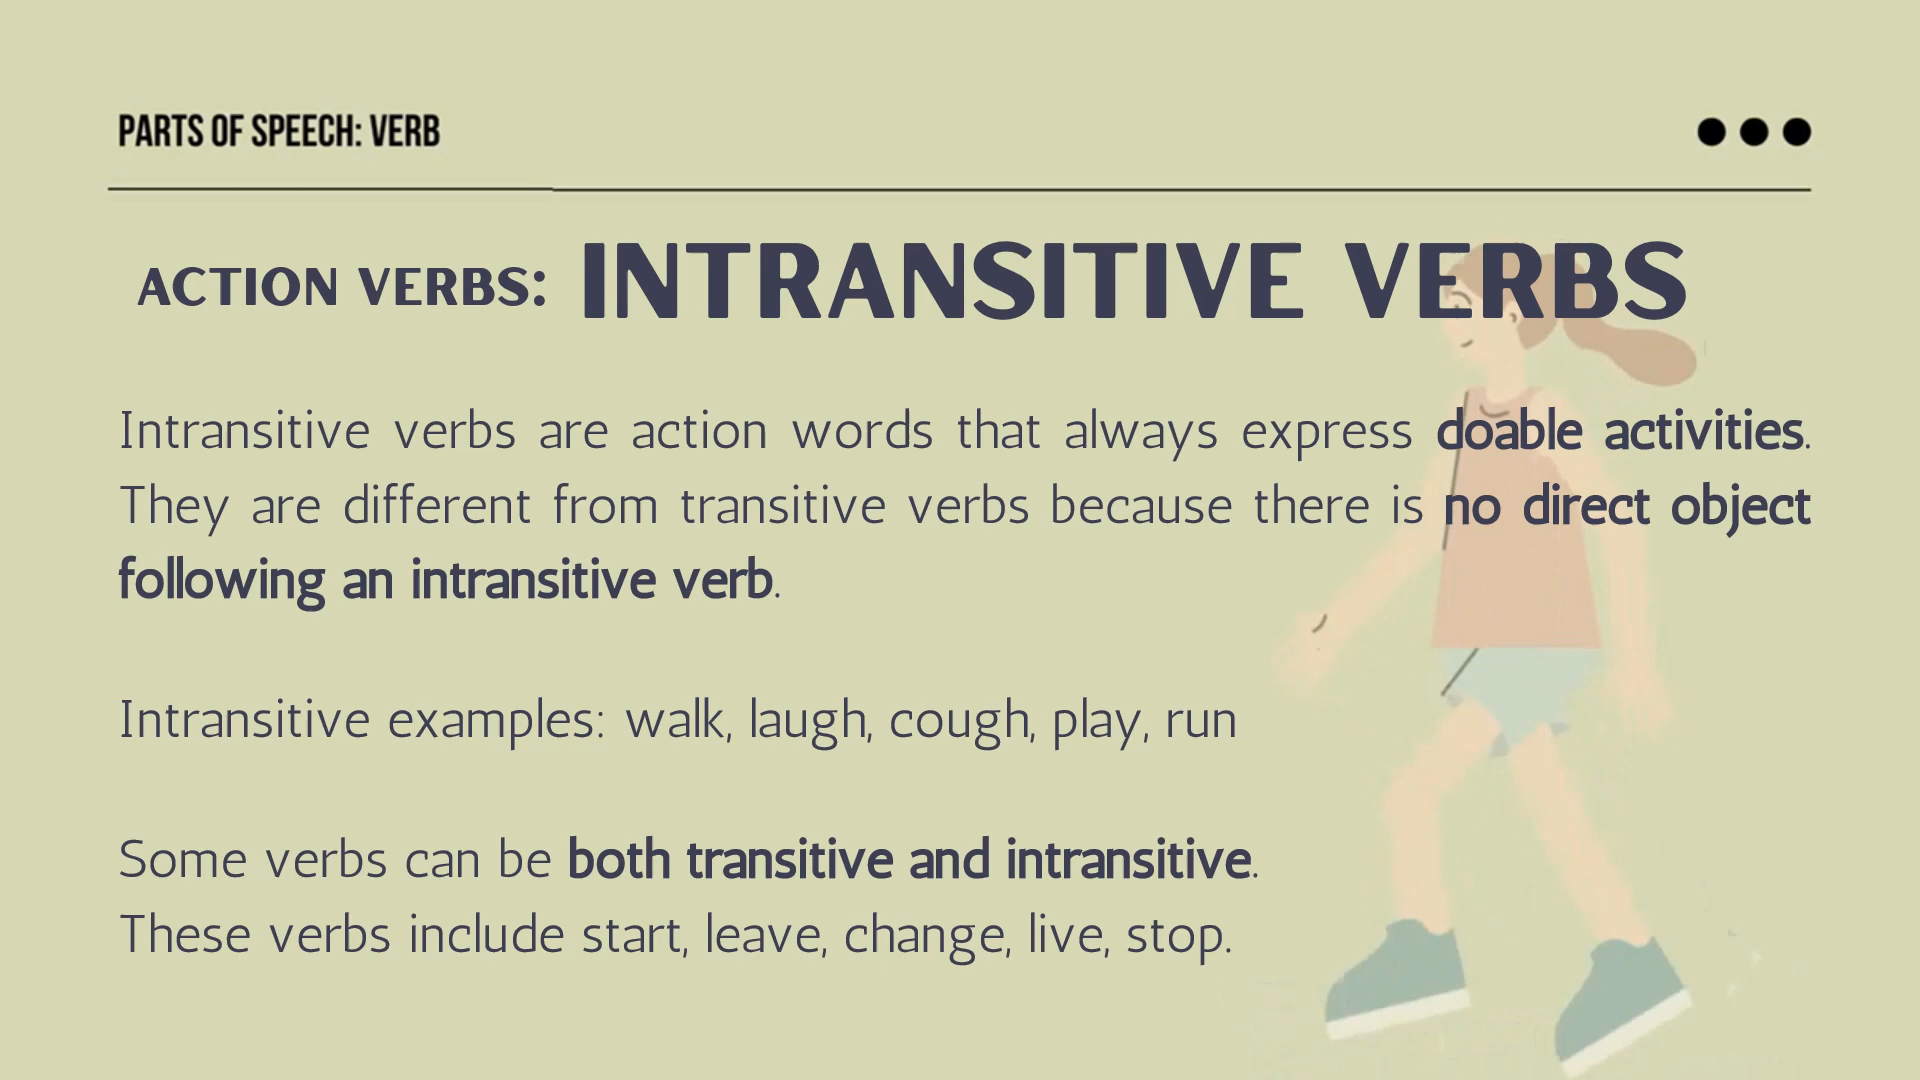 PARTS OF SPEECH: VERB
ACTION VERBS: INTRANSITIVE VERBS
Intransitive verbs are action words that always express doable activities.
They are different from transitive verbs because there is no direct object
following an intransitive verb.
Intransitive examples: walk, laugh, cough, play, run
Some verbs can be both transitive and intransitive.
These verbs include start, leave, change, live, stop.